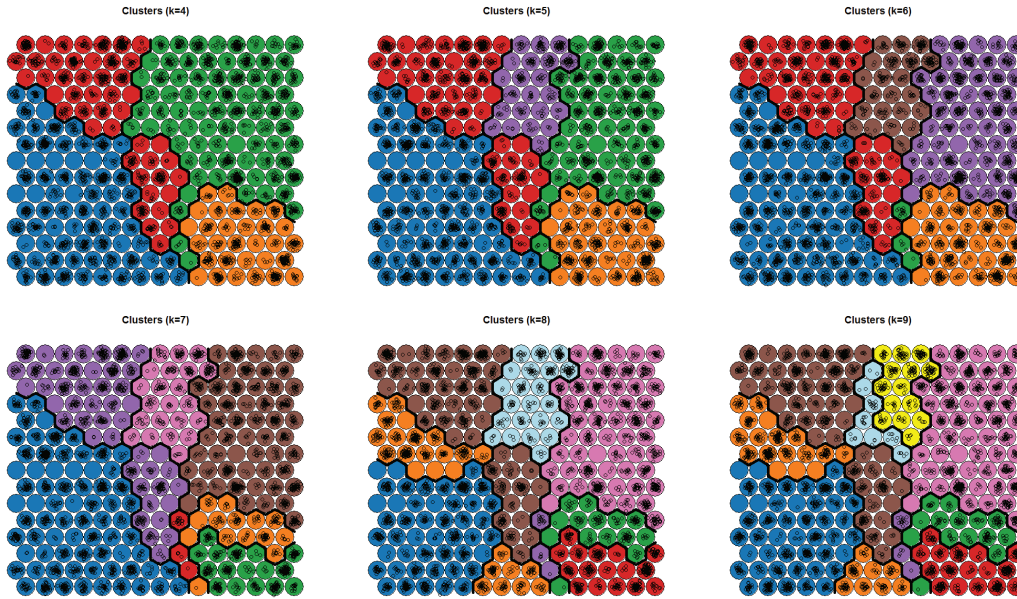 Clusters (k=4)
Clusters (k=5)
Clusters (k=6)
Clusters (k=7)
Clusters (k=8)
Clusters (k=9)